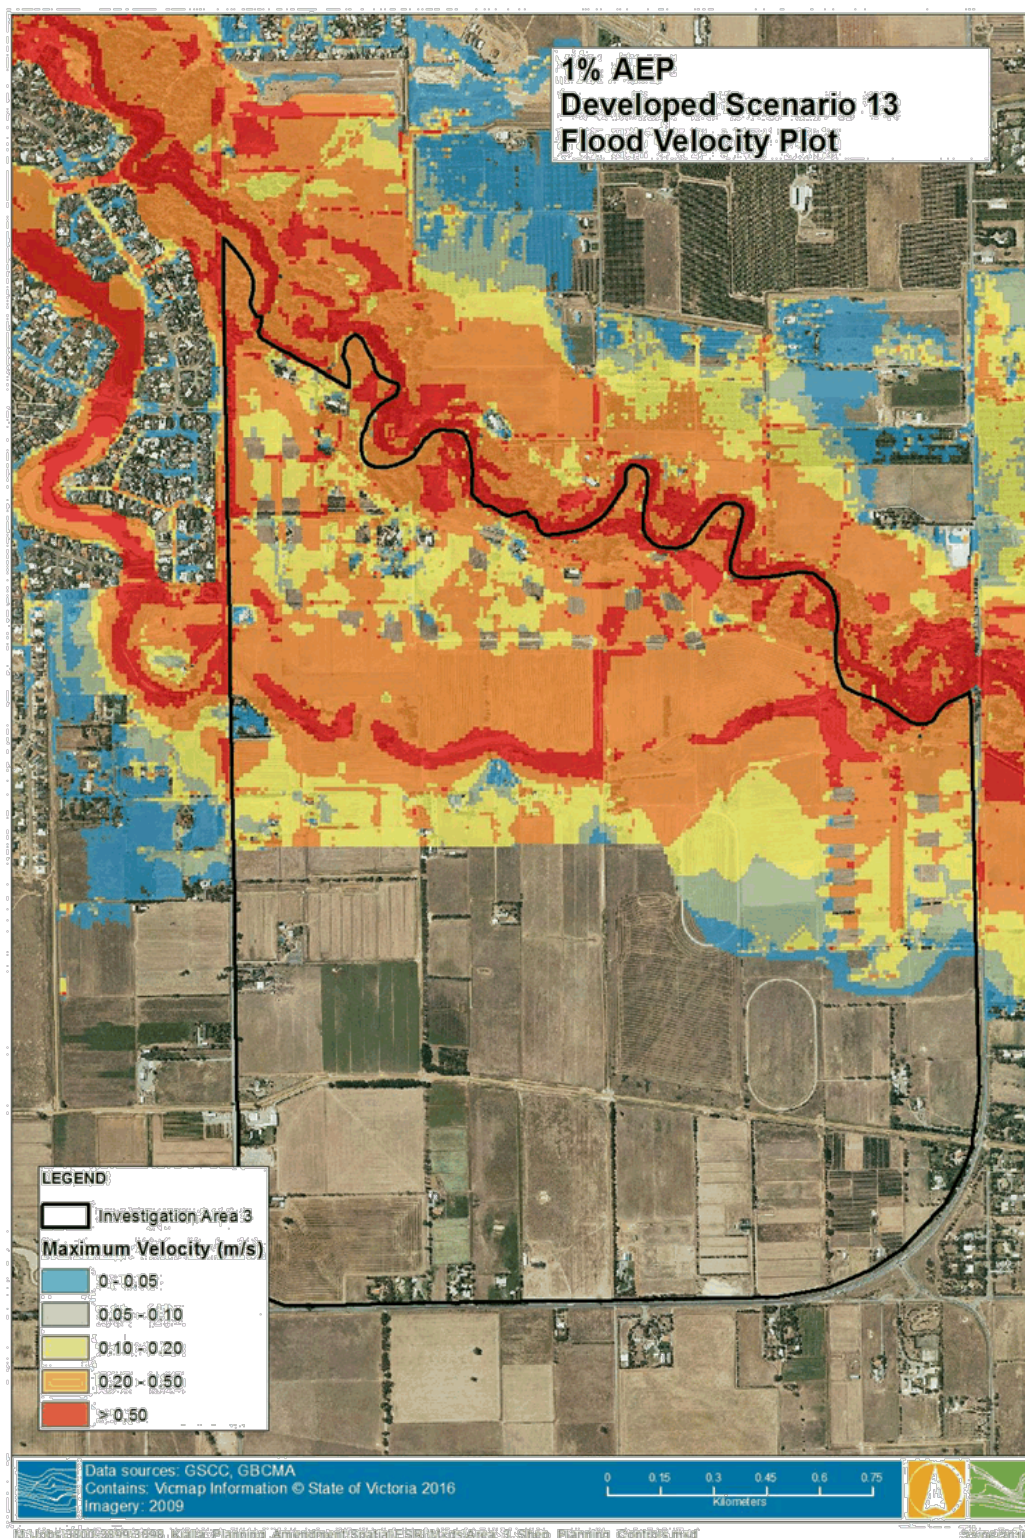 1% AEP
Developed Scenario 13
Flood Velocity Plot
LEGEND
Investigation Area 3
Maximum Velocity (m/s)
0 - 0.05
0.05 - 0.10
0.10 - 0.20
0.20 - 0.50
> 0.50
Data sources: GSCC, GBCMA
Contains: Vicmap Information © State of Victoria 2016
Imagery: 2009
0 0.15 0.3 0.45 0.6 0.75
Kilometers